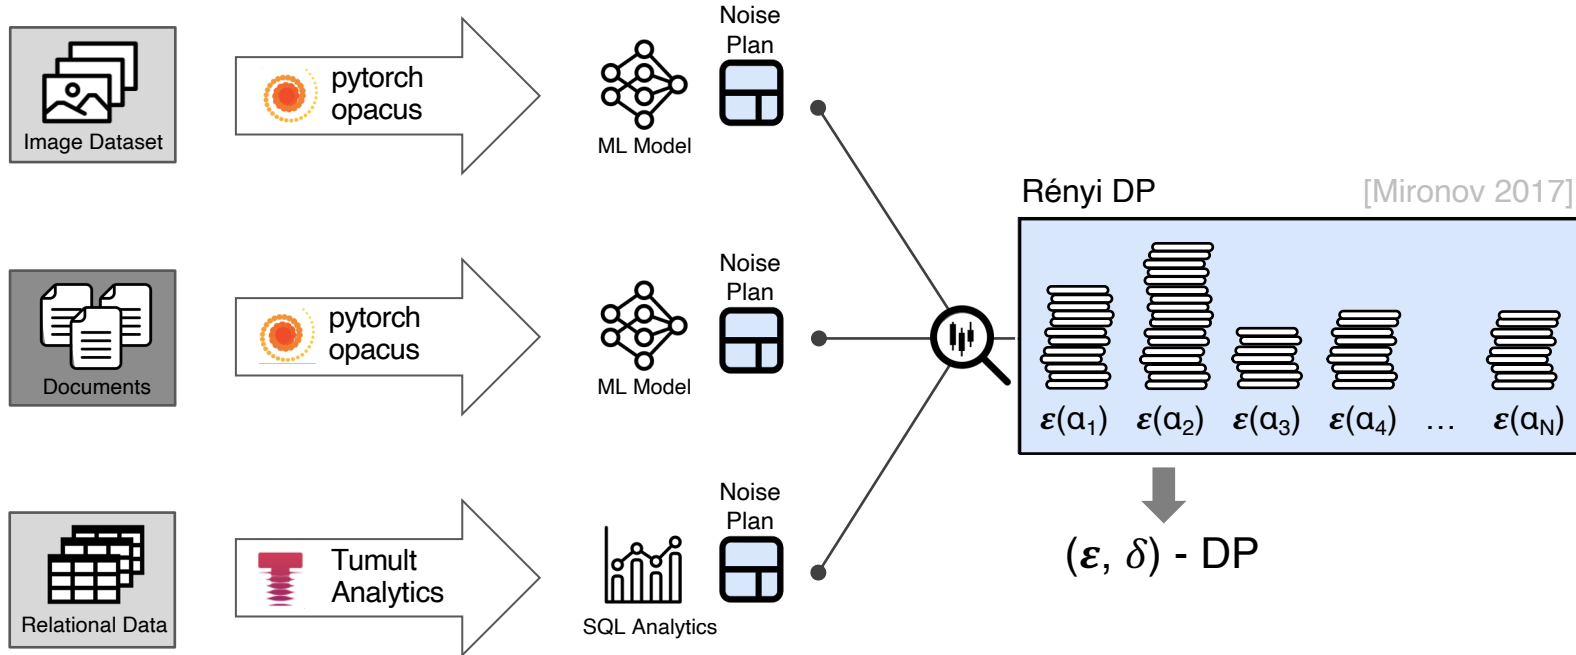 Image Dataset
pytorch
opacus
ML Model
Noise
Plan
Documents
pytorch
opacus
ML Model
Noise
Plan
Relational Data
Tumult
Analytics
SQL Analytics
Noise
Plan
Rényi DP [Mironov 2017]
ε(α₁) ε(α₂) ε(α₃) ε(α₄) … ε(α_N)
(ε, δ) - DP